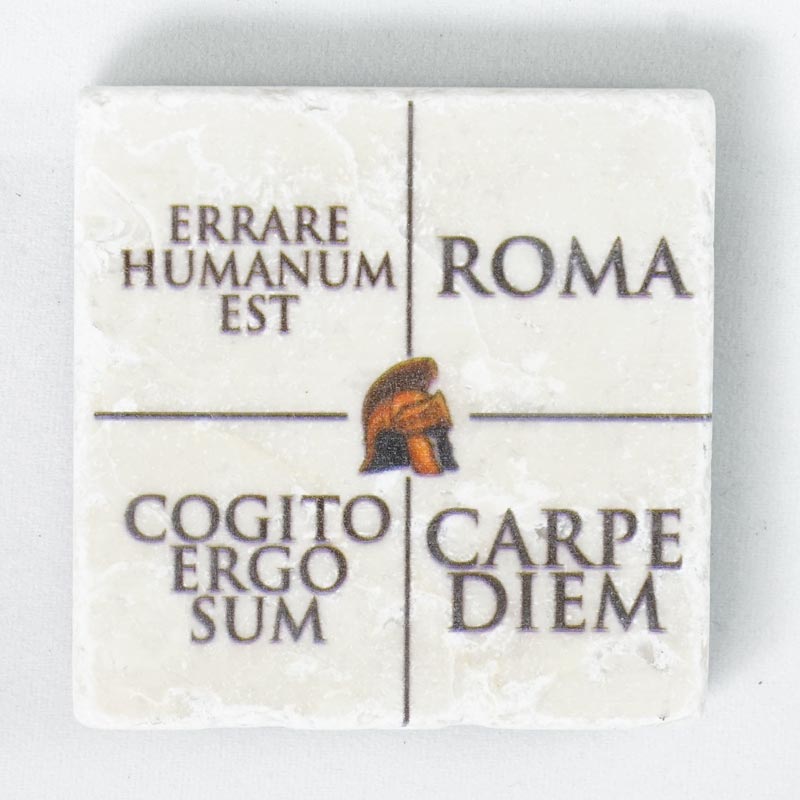 ERRARE
HUMANUM
EST
ROMA
COGITO
ERGO
SUM
CARPE
DIEM